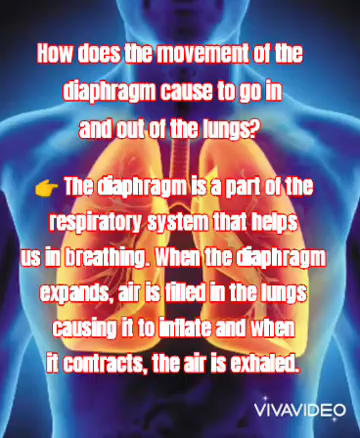 How does the movement of the
diaphragm cause to go in
and out of the lungs?
👉 The diaphragm is a part of the
respiratory system that helps
us in breathing. When the diaphragm
expands, air is filled in the lungs
causing it to inflate and when
it contracts, the air is exhaled.
VIVAVIDEO